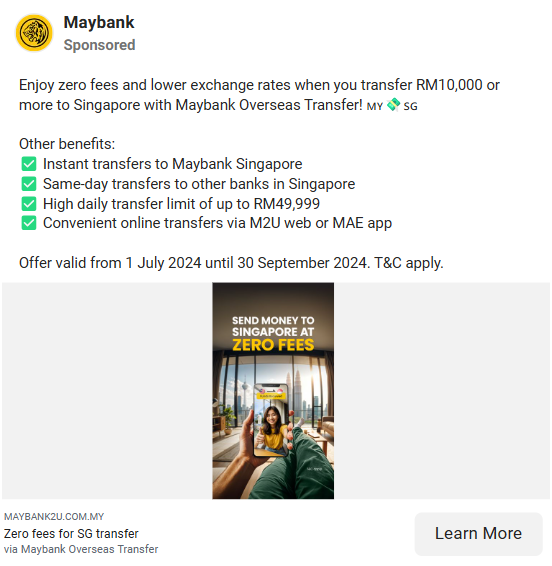 Maybank
Sponsored
Enjoy zero fees and lower exchange rates when you transfer RM10,000 or
more to Singapore with Maybank Overseas Transfer! MY 💸 SG
Other benefits:
✅ Instant transfers to Maybank Singapore
✅ Same-day transfers to other banks in Singapore
✅ High daily transfer limit of up to RM49,999
✅ Convenient online transfers via M2U web or MAE app
Offer valid from 1 July 2024 until 30 September 2024. T&C apply.
SEND MONEY TO
SINGAPORE AT
ZERO FEES
MAYBANK2U.COM.MY
Zero fees for SG transfer
via Maybank Overseas Transfer
Learn More